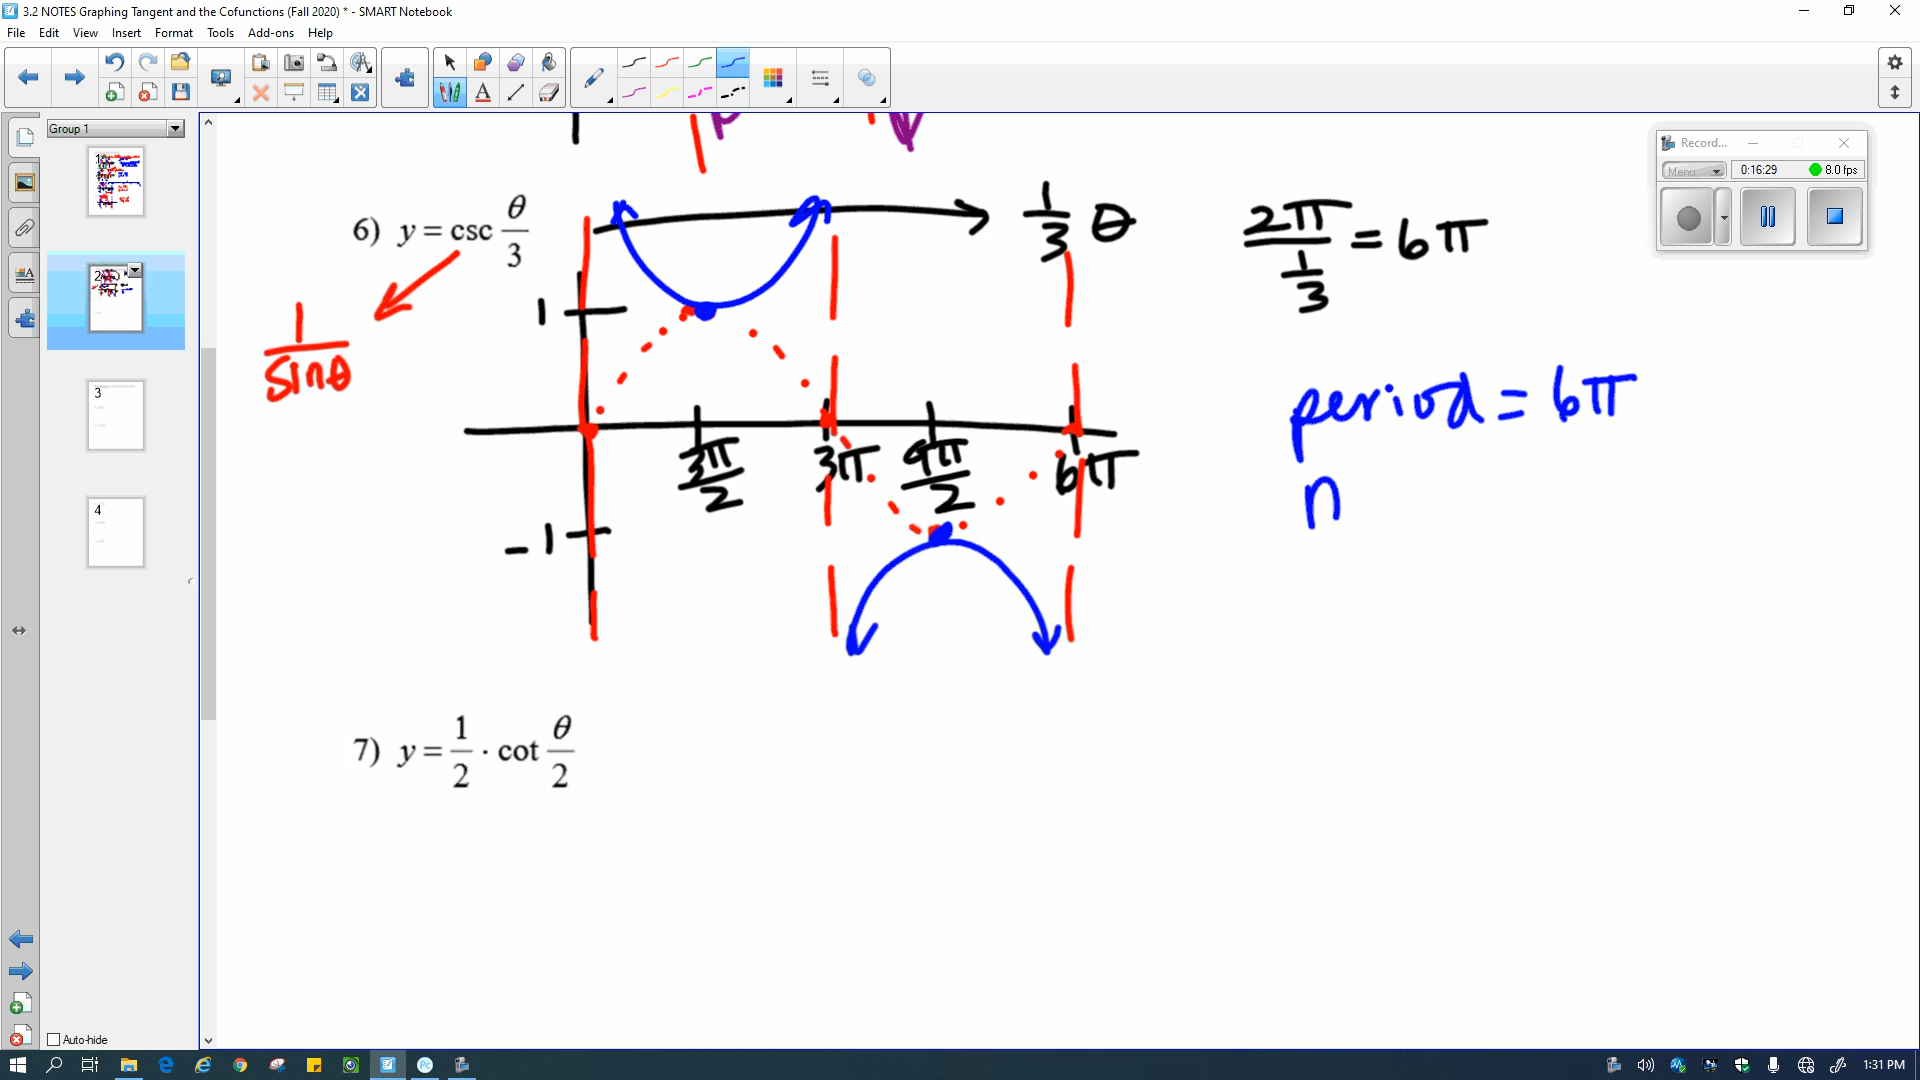 3.2 NOTES Graphing Tangent and the Cofunctions (Fall 2020) * - SMART Notebook
File Edit View Insert Format Tools Add-ons Help
Group 1
Record...
Menu 0:16:29 8.0 fps
2
3
4
6) y = csc θ/3
1/3 θ
2π/(1/3) = 6π
1/sinθ
1
-1
3π/2 3π 9π/2 6π
period = 6π
n
7) y = 1/2 · cot θ/2
Auto-hide
1:31 PM